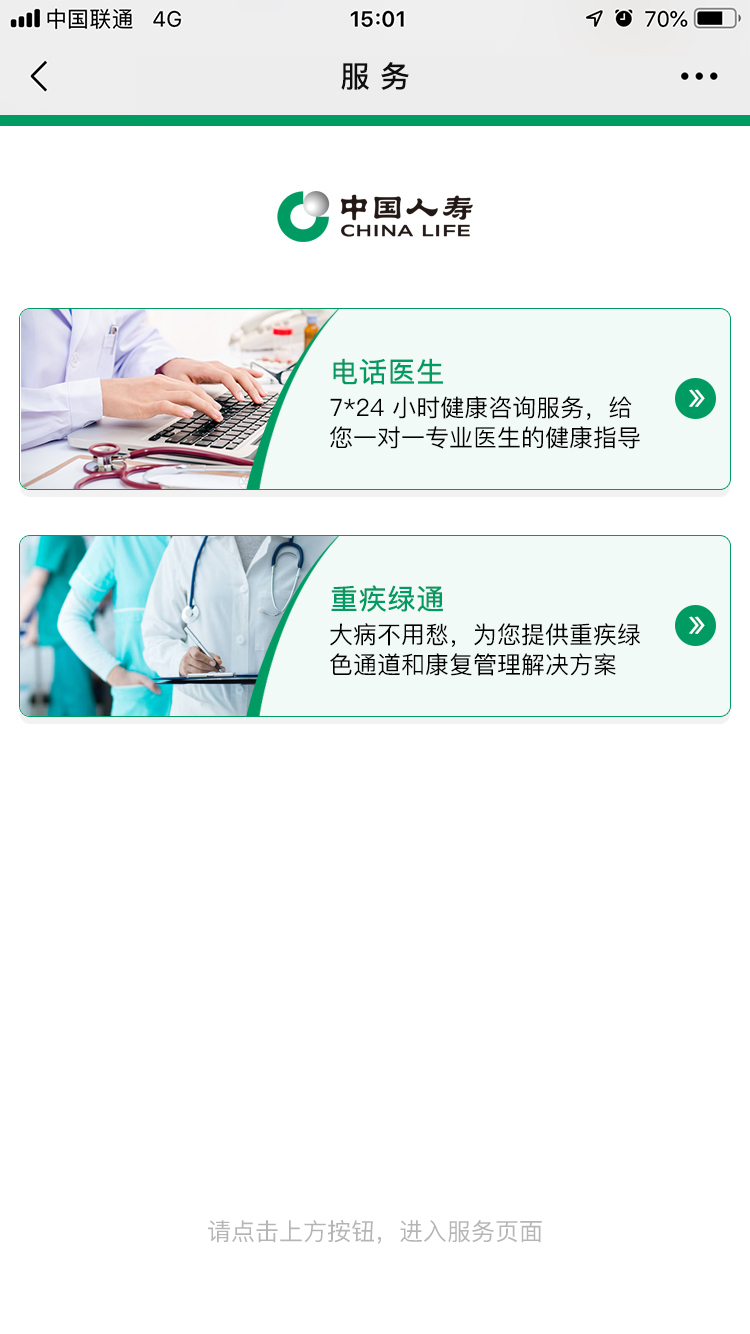 中国联通 4G 15:01 70%
服务
中国人寿
CHINA LIFE
电话医生
7*24 小时健康咨询服务，给
您一对一专业医生的健康指导
重疾绿通
大病不用愁，为您提供重疾绿
色通道和康复管理解决方案
请点击上方按钮，进入服务页面